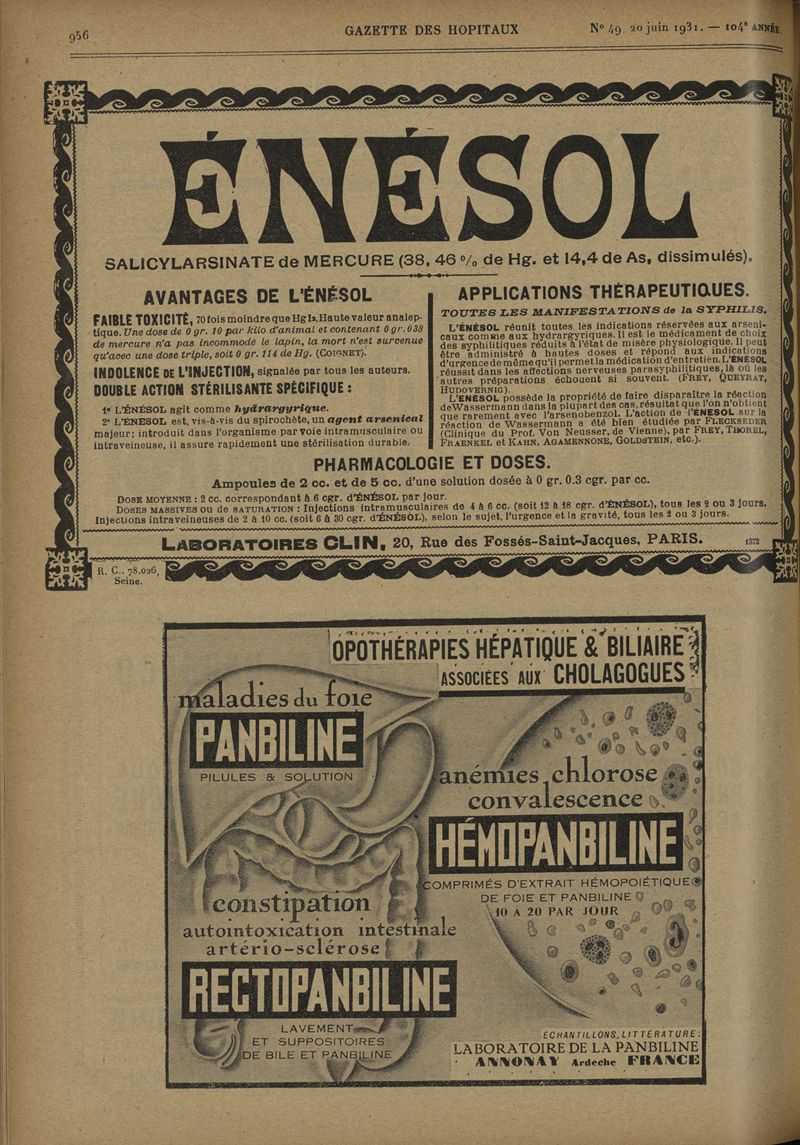 956
GAZETTE DES HOPITAUX
N° 49. 20 juin 1931. — 104e ANNÉE.
ÉNÉSOL
SALICYLARSINATE de MERCURE (38, 46 % de Hg. et 14,4 de As, dissimulés).
AVANTAGES DE L'ÉNÉSOL
FAIBLE TOXICITÉ, 70 fois moindre que Hg I2. Haute valeur analep-
tique. Une dose de 0 gr. 10 par kilo d'animal et contenant 0 gr. 038
de mercure n'a pas incommodé le lapin, la mort n'est survenue
qu'avec une dose triple, soit 0 gr. 114 de Hg. (COIGNET).
INDOLENCE DE L'INJECTION, signalée par tous les auteurs.
DOUBLE ACTION STÉRILISANTE SPÉCIFIQUE :
1° L'ÉNÉSOL agit comme hydrargyrique.
2° L'ÉNÉSOL est, vis-à-vis du spirochète, un agent arsenical
majeur; introduit dans l'organisme par voie intramusculaire ou
intraveineuse, il assure rapidement une stérilisation durable.
APPLICATIONS THÉRAPEUTIQUES.
TOUTES LES MANIFESTATIONS de la SYPHILIS.
L'ÉNÉSOL réunit toutes les indications réservées aux arseni-
caux comme aux hydrargyriques. Il est le médicament de choix
des syphilitiques réduits à l'état de misère physiologique. Il peut
être administré à hautes doses et répond aux indications
d'urgence de même qu'il permet la médication d'entretien. L'ÉNÉSOL
réussit dans les affections nerveuses parasyphilitiques, là où les
autres préparations échouent si souvent. (FREY, QUEYRAT,
HUDOVERNIG).
L'ÉNÉSOL possède la propriété de faire disparaître la réaction
de Wassermann dans la plupart des cas, résultat que l'on n'obtient
que rarement avec l'arsenobenzol. L'action de l'ÉNÉSOL sur la
réaction de Wassermann a été bien étudiée par FLECKSEDER
(Clinique du Prof. Von Neusser, de Vienne), par FREY, THOREL,
FRAENKEL et KAHN, AGAMENNONE, GOLDSTEIN, etc.).
PHARMACOLOGIE ET DOSES.
Ampoules de 2 cc. et de 5 cc. d'une solution dosée à 0 gr. 0.3 cgr. par cc.
DOSE MOYENNE : 2 cc. correspondant à 6 cgr. d'ÉNÉSOL par jour.
DOSES MASSIVES ou de SATURATION : Injections intramusculaires de 4 à 6 cc. (soit 12 à 18 cgr. d'ÉNÉSOL), tous les 2 ou 3 jours.
Injections intraveineuses de 2 à 10 cc. (soit 6 à 30 cgr. d'ÉNÉSOL), selon le sujet, l'urgence et la gravité, tous les 2 ou 3 jours.
LABORATOIRES CLIN, 20, Rue des Fossés-Saint-Jacques, PARIS.
1372
R. C.. 78.026,
Seine.
OPOTHÉRAPIES HÉPATIQUE & BILIAIRE
ASSOCIÉES AUX CHOLAGOGUES
maladies du foie
PANBILINE
PILULES & SOLUTION
anémies, chlorose
convalescence
HÉMOPANBILINE
COMPRIMÉS D'EXTRAIT HÉMOPOIÉTIQUE
DE FOIE ET PANBILINE
10 A 20 PAR JOUR
constipation
autointoxication intestinale
artério-sclérose
RECTOPANBILINE
LAVEMENT
ET SUPPOSITOIRES
DE BILE ET PANBILINE
ÉCHANTILLONS, LITTÉRATURE :
LABORATOIRE DE LA PANBILINE
ANNONAY Ardèche FRANCE